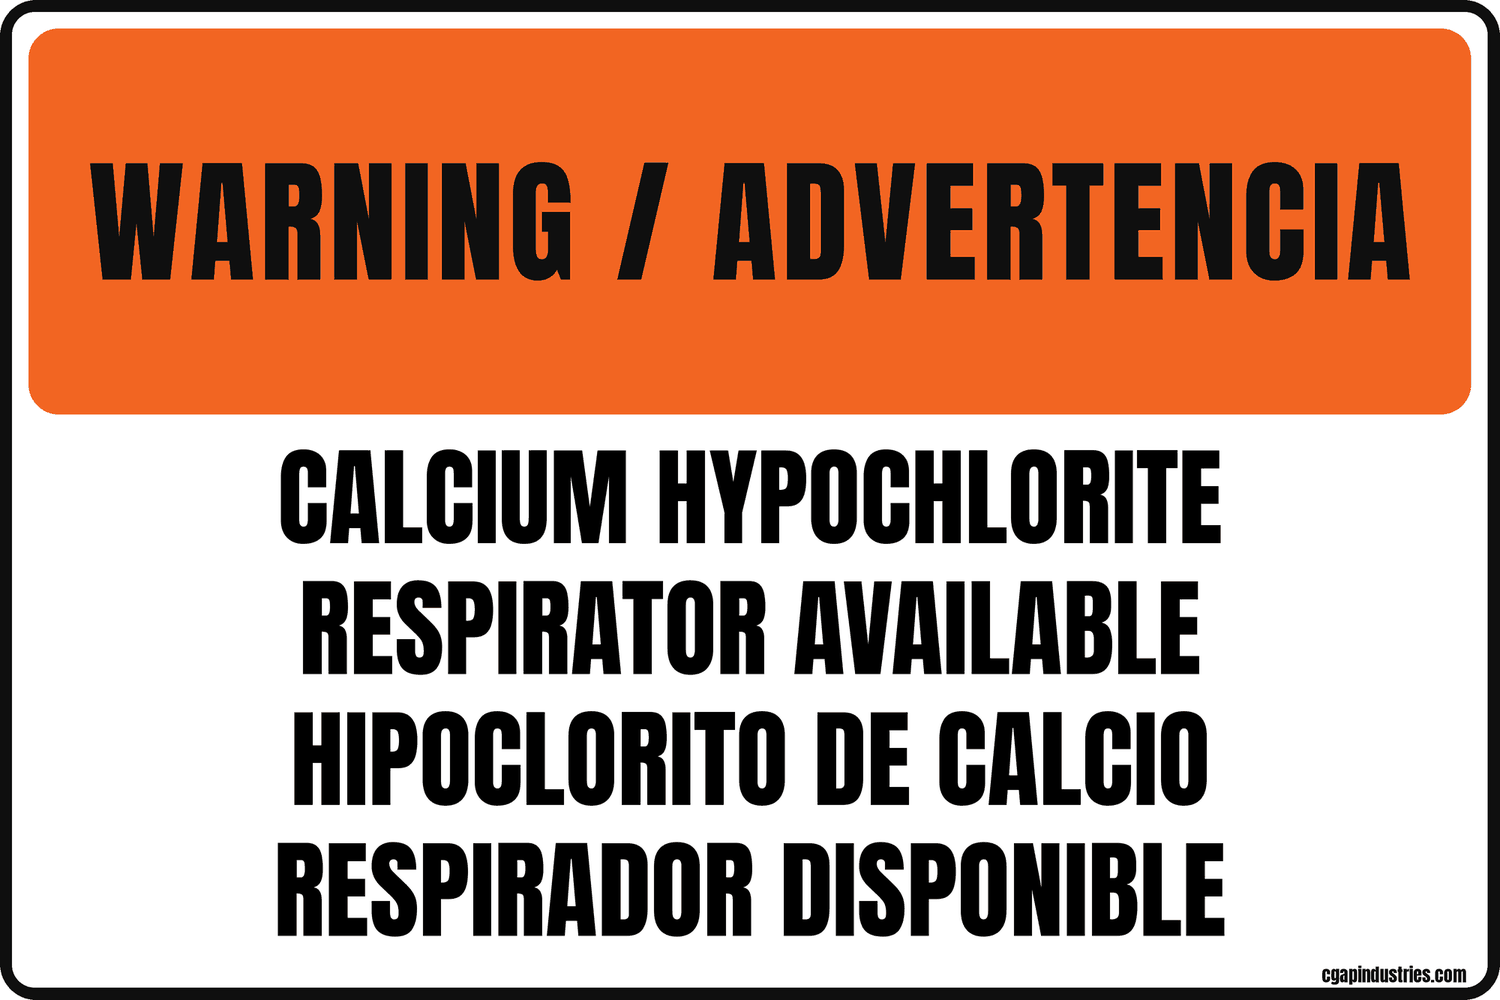 WARNING / ADVERTENCIA
CALCIUM HYPOCHLORITE
RESPIRATOR AVAILABLE
HIPOCLORITO DE CALCIO
RESPIRADOR DISPONIBLE
cgapindustries.com